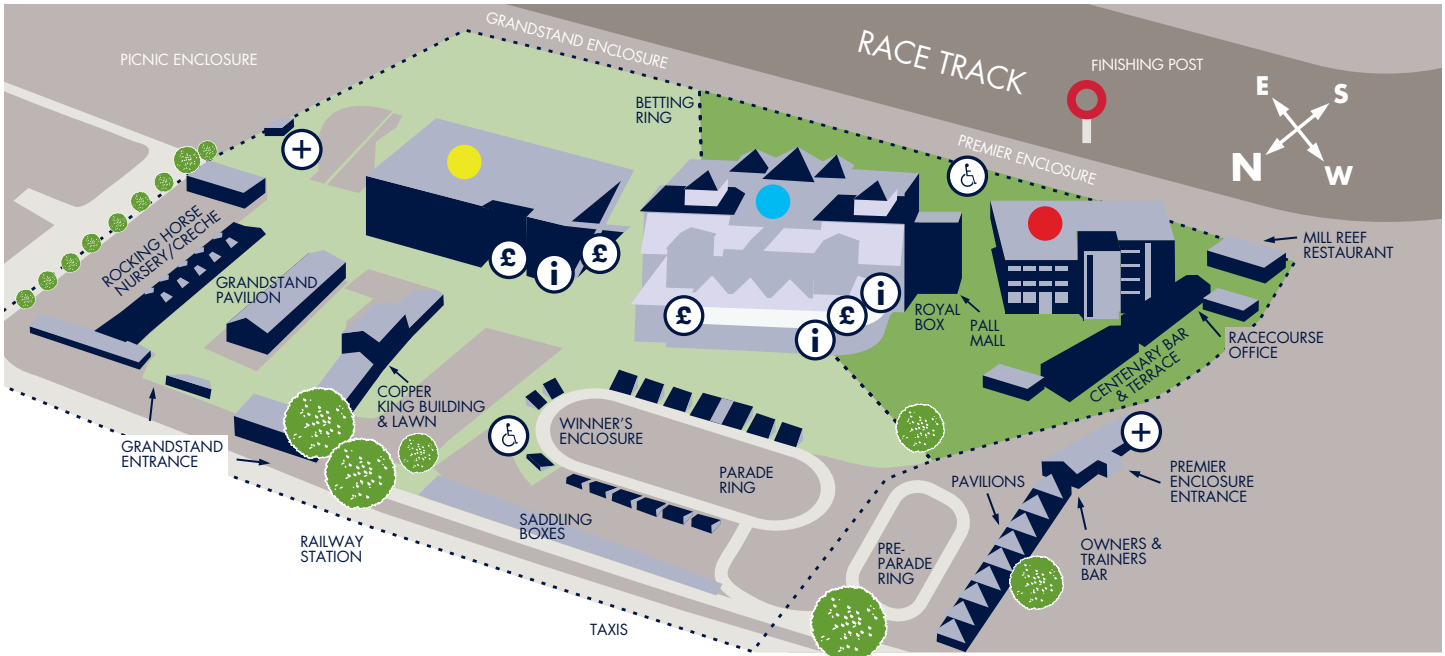 GRANDSTAND ENCLOSURE
RACE TRACK
PICNIC ENCLOSURE
FINISHING POST
E
S
N
W
BETTING
RING
PREMIER ENCLOSURE
+
ROCKING HORSE
NURSERY/CRECHE
GRANDSTAND
PAVILION
£
i
£
£
i
£
i
ROYAL
BOX
PALL
MALL
MILL REEF
RESTAURANT
RACECOURSE
OFFICE
CENTENARY BAR
& TERRACE
COPPER
KING BUILDING
& LAWN
GRANDSTAND
ENTRANCE
WINNER'S
ENCLOSURE
PARADE
RING
+
PREMIER
ENCLOSURE
ENTRANCE
PAVILIONS
SADDLING
BOXES
RAILWAY
STATION
PRE-
PARADE
RING
OWNERS &
TRAINERS
BAR
TAXIS